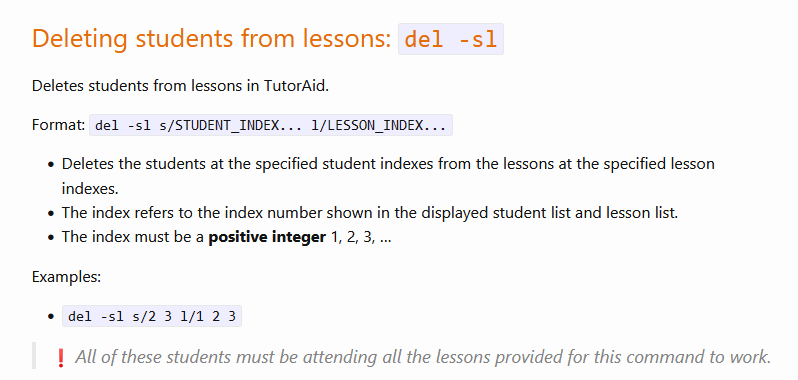 Deleting students from lessons: del -sl
Deletes students from lessons in TutorAid.
Format: del -sl s/STUDENT_INDEX... l/LESSON_INDEX...
• Deletes the students at the specified student indexes from the lessons at the specified lesson
indexes.
• The index refers to the index number shown in the displayed student list and lesson list.
• The index must be a positive integer 1, 2, 3, …
Examples:
• del -sl s/2 3 l/1 2 3
❗ All of these students must be attending all the lessons provided for this command to work.